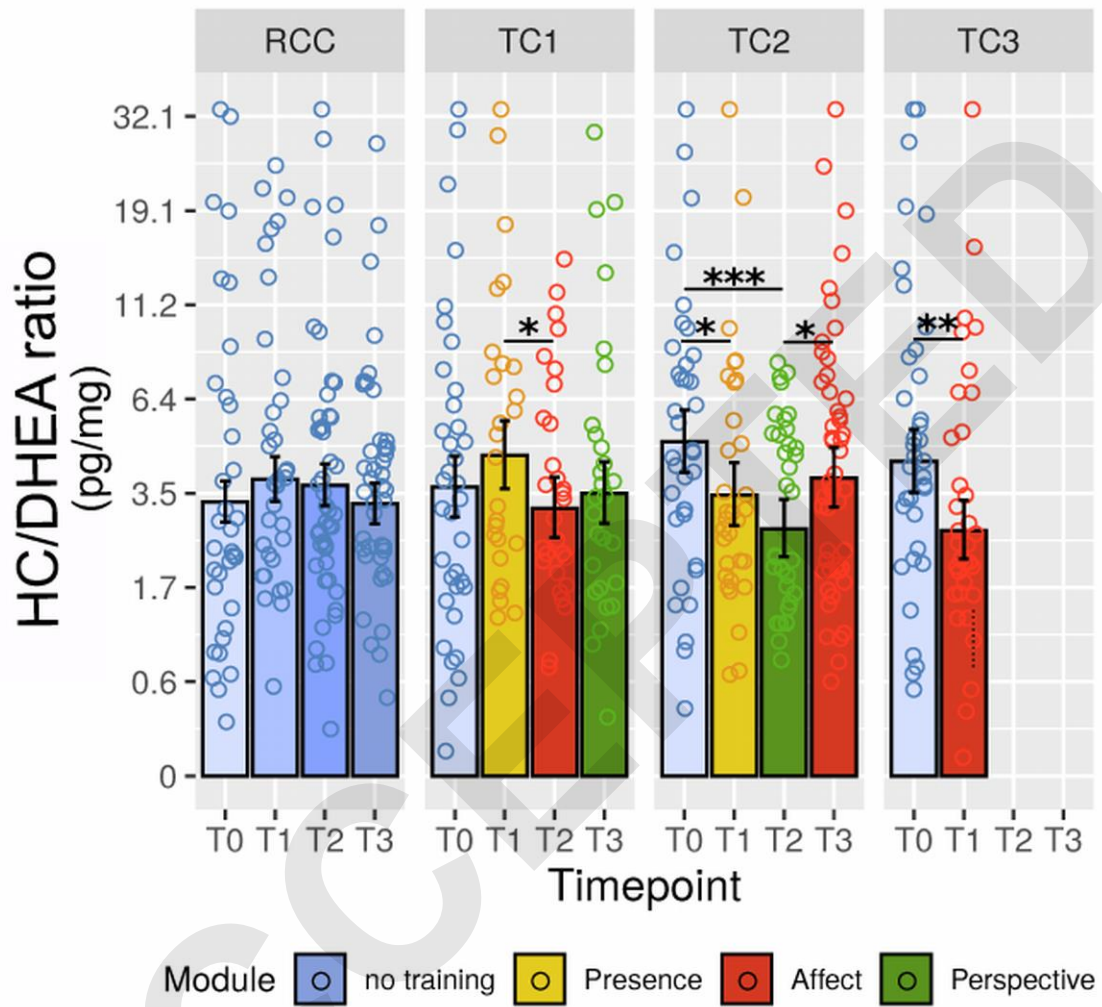 RCC TC1 TC2 TC3
HC/DHEA ratio
(pg/mg)
32.1
19.1
11.2
6.4
3.5
1.7
0.6
0
*
***
*
*
**
T0 T1 T2 T3 T0 T1 T2 T3 T0 T1 T2 T3 T0 T1 T2 T3
Timepoint
Module no training Presence Affect Perspective
CCEPTED